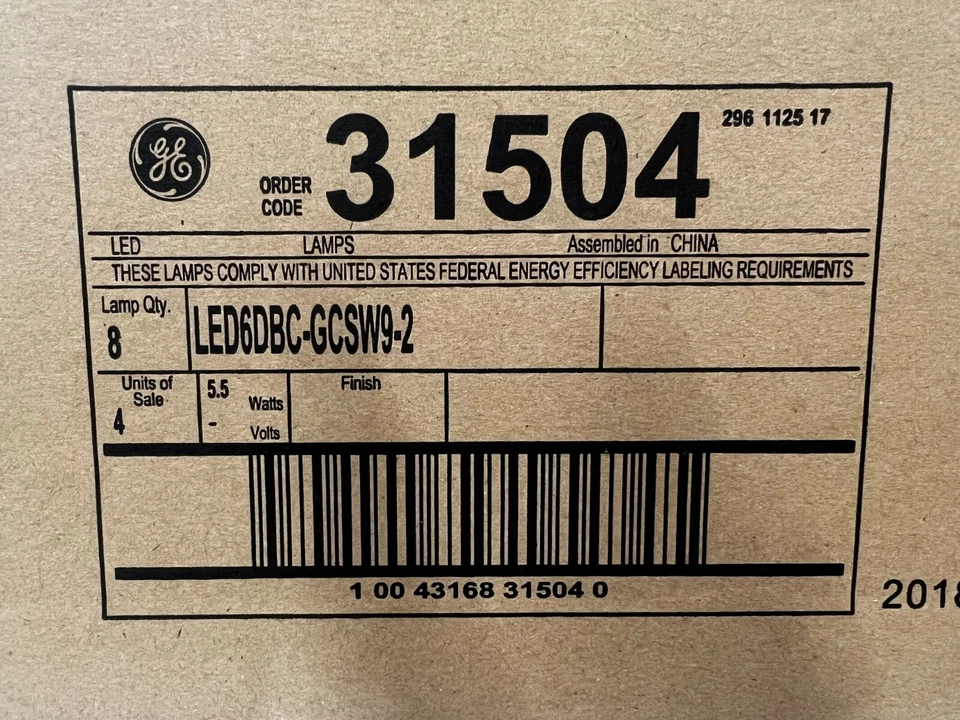 GE
296 1125 17
ORDER CODE 31504
LED LAMPS Assembled in CHINA
THESE LAMPS COMPLY WITH UNITED STATES FEDERAL ENERGY EFFICIENCY LABELING REQUIREMENTS
Lamp Qty.
8
LED6DBC-GCSW9-2
Units of
Sale
4
5.5
Watts
-
Volts
Finish
1 00 43168 31504 0